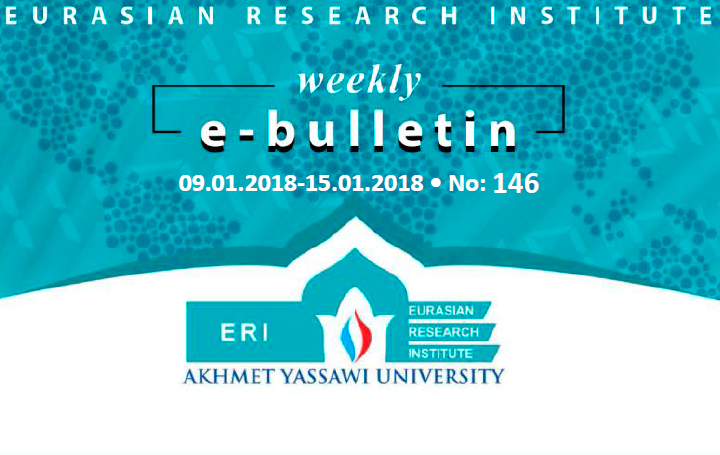 EURASIAN RESEARCH INSTITUTE
weekly
e-bulletin
09.01.2018-15.01.2018 • No: 146
ERI
EURASIAN
RESEARCH
INSTITUTE
AKHMET YASSAWI UNIVERSITY